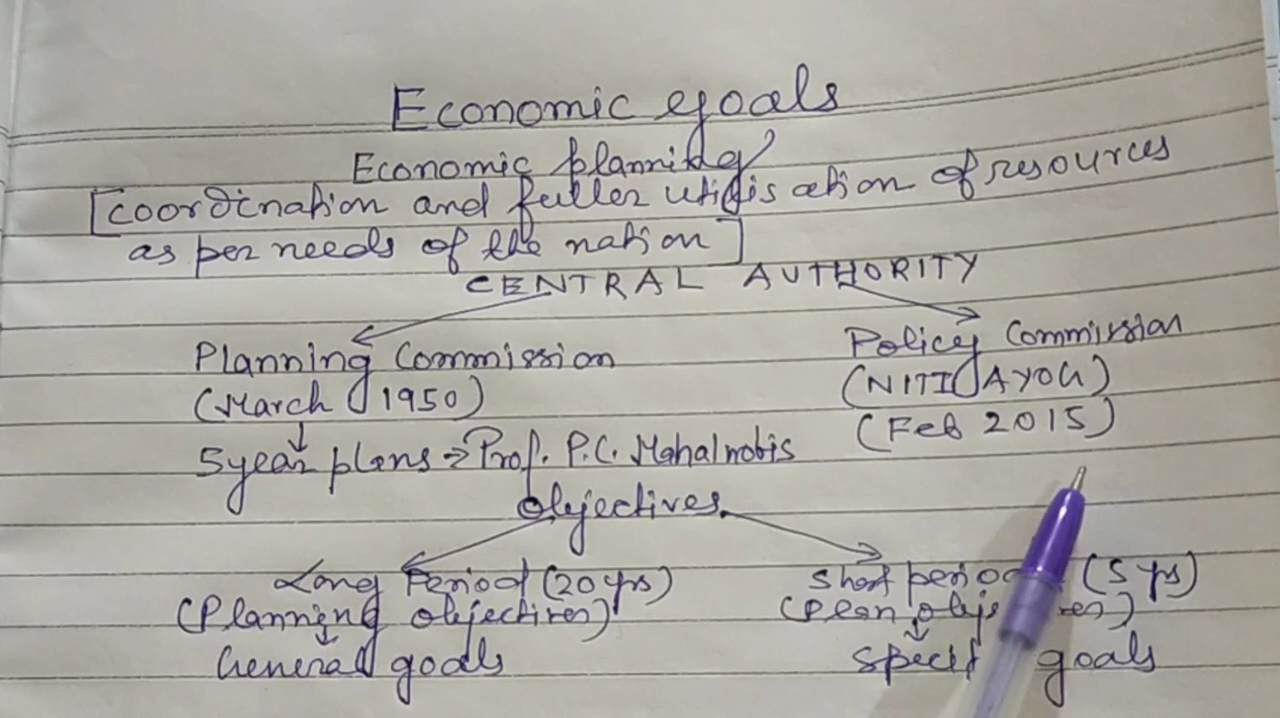 Economic goals
Economic planning
[coordination and fuller utilisation of resources
as per needs of the nation]
CENTRAL AUTHORITY
Planning Commission
(March 1950)
Policy Commission
(NITI AYOG)
(Feb 2015)
5 year plans → Prof. P.C. Mahalnobis
Objectives
Long Period (20 yrs)
(Planning objectives)
General goals
Short period (5 yrs)
(Plan
goals